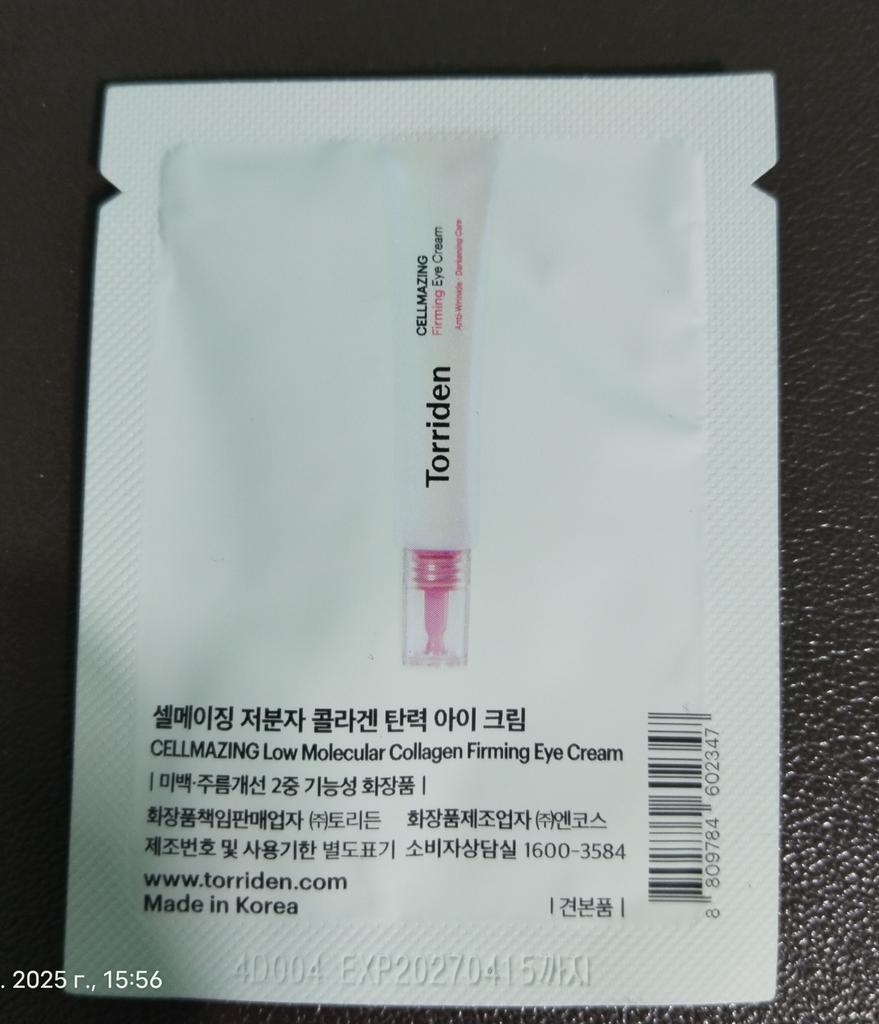 CELLMAZING
Firming Eye Cream
Anti-Wrinkle · Darkening Care
Torriden
셀메이징 저분자 콜라겐 탄력 아이 크림
CELLMAZING Low Molecular Collagen Firming Eye Cream
| 미백·주름개선 2중 기능성 화장품 |
화장품책임판매업자 ㈜토리든 화장품제조업자 ㈜엔코스
제조번호 및 사용기한 별도표기 소비자상담실 1600-3584
www.torriden.com
Made in Korea | 견본품 |
8 809784 602347
4D004 EXP20270415까지
. 2025 г., 15:56